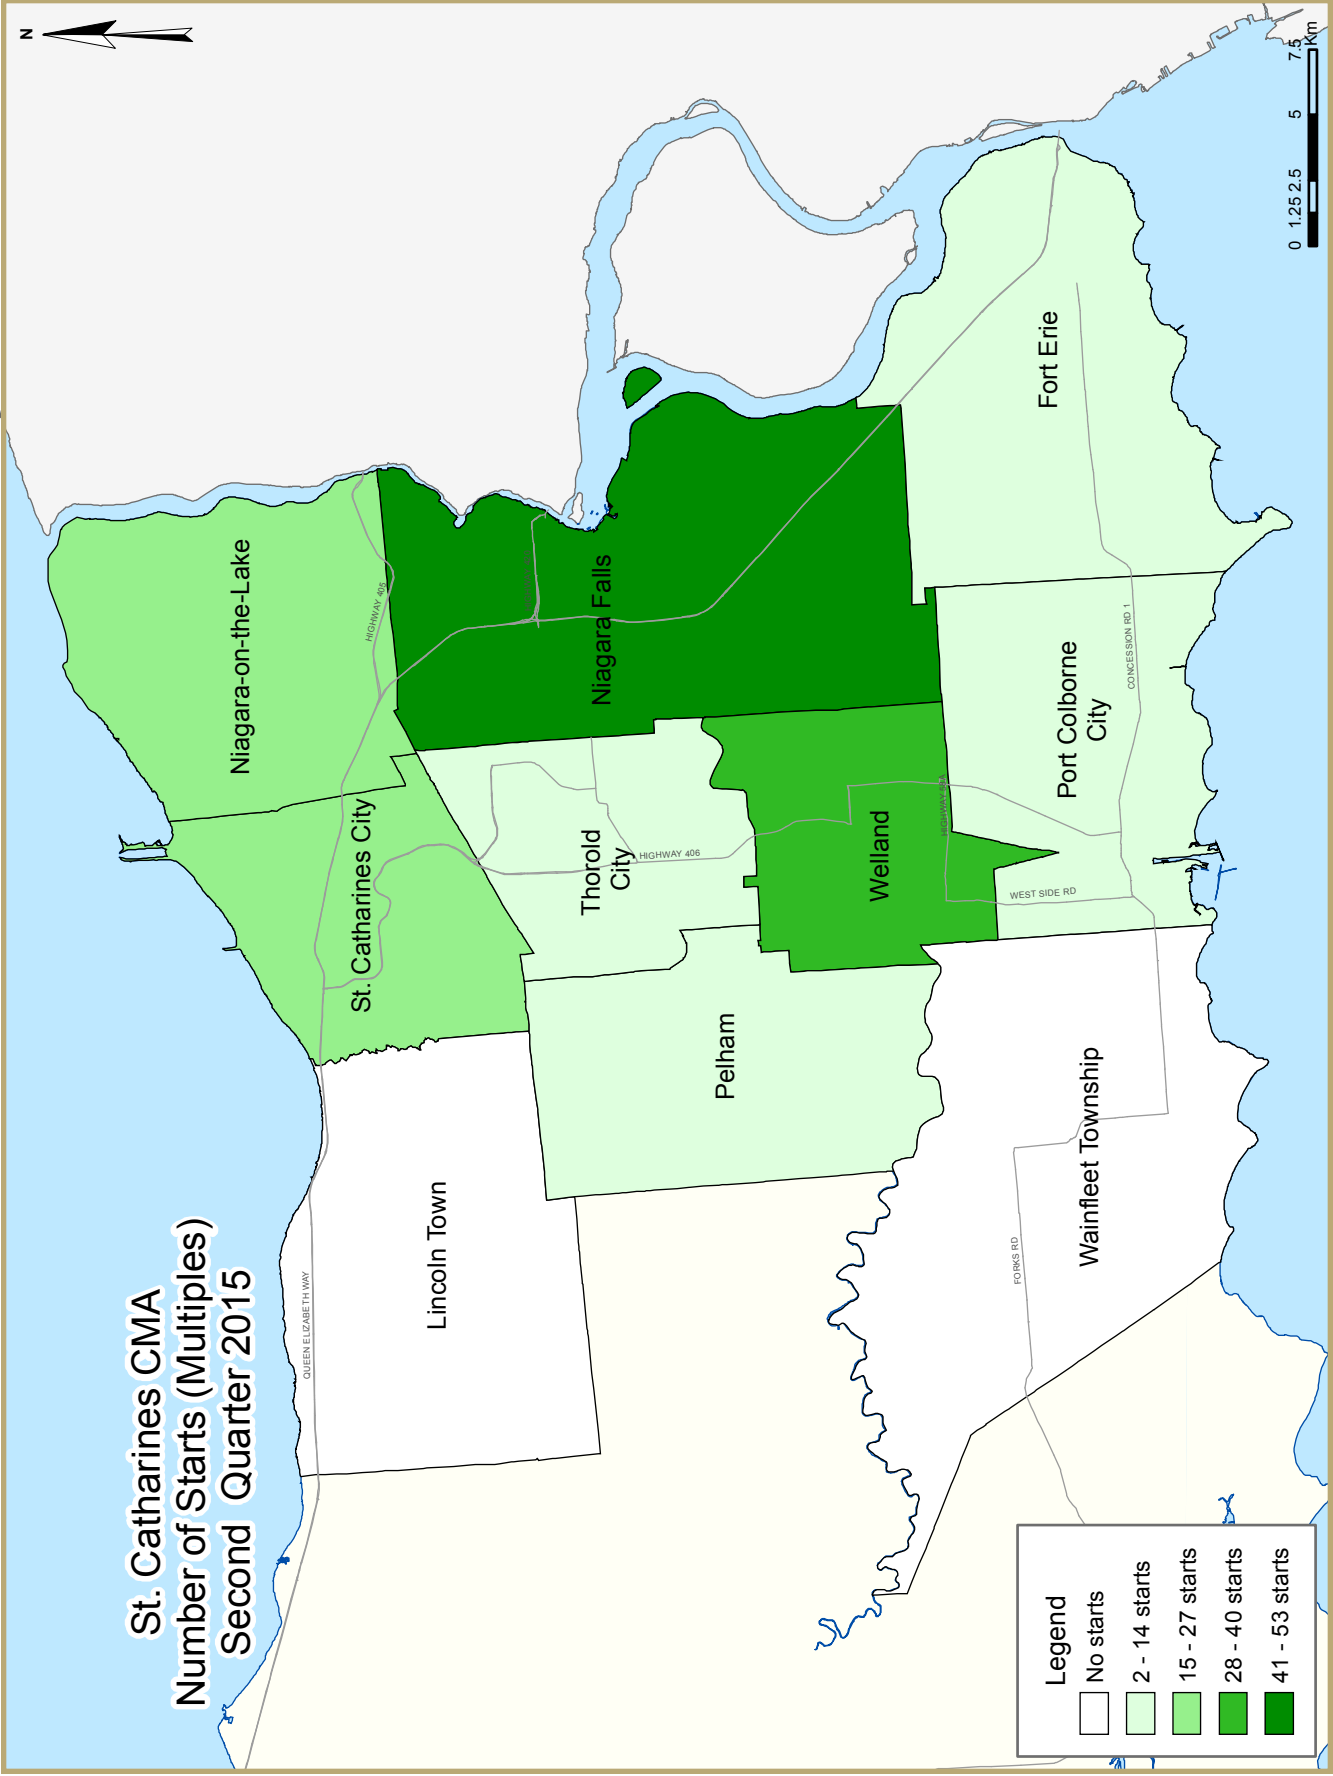 St. Catharines CMA
Number of Starts (Multiples)
Second Quarter 2015
N
Niagara-on-the-Lake
HIGHWAY 405
St. Catharines City
QUEEN ELIZABETH WAY
Lincoln Town
Niagara Falls
Thorold
City
HIGHWAY 406
Pelham
Welland
HIGHWAY 58A
WEST SIDE RD
Port Colborne
City
CONCESSION RD 1
Fort Erie
Wainfleet Township
FORKS RD
Legend
No starts
2 - 14 starts
15 - 27 starts
28 - 40 starts
41 - 53 starts
0 1.25 2.5 5 7.5
Km